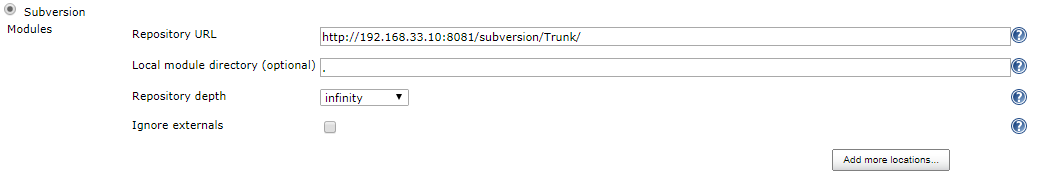 Subversion
Modules
Repository URL http://192.168.33.10:8081/subversion/Trunk/ ?
Local module directory (optional) . ?
Repository depth infinity ?
Ignore externals ?
Add more locations...